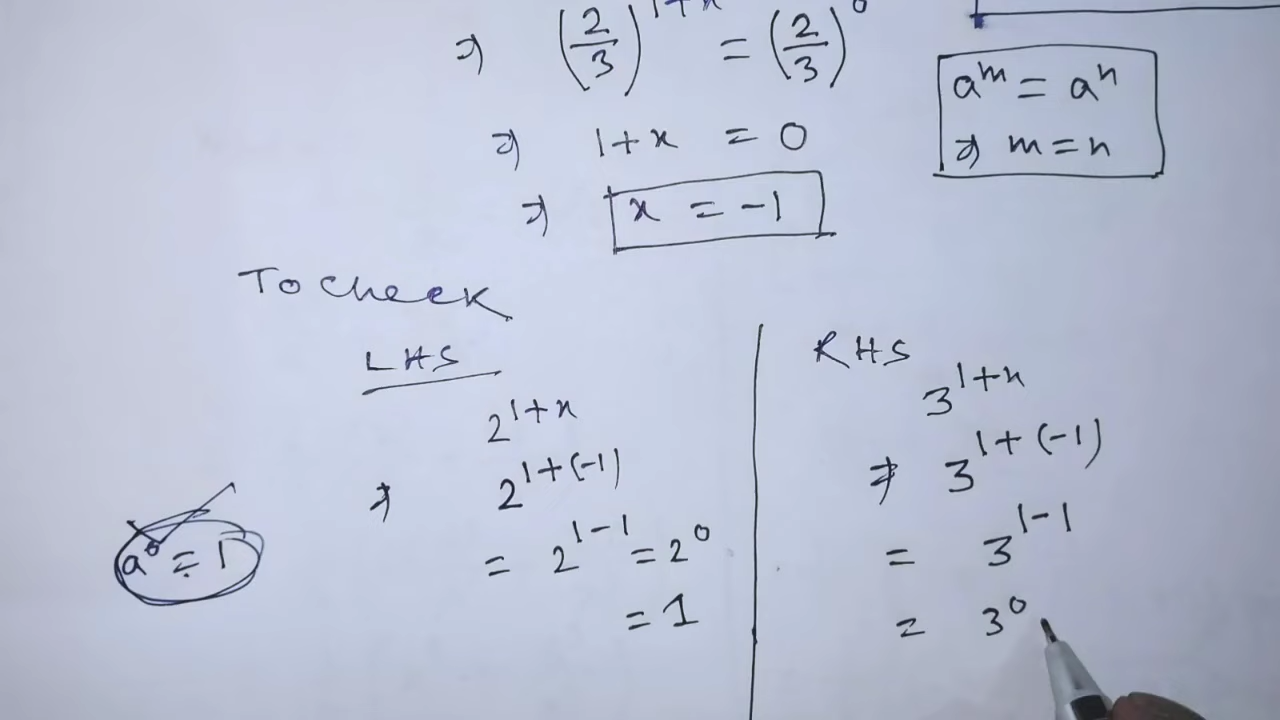 ⇒ (2/3)^(1+x) = (2/3)^0
a^m = a^n
⇒ m = n
⇒ 1+x = 0
⇒ x = -1
To check
LHS
2^(1+x)
⇒ 2^(1+(-1))
= 2^(1-1) = 2^0
= 1
a^0 = 1
RHS
3^(1+x)
⇒ 3^(1+(-1))
= 3^(1-1)
= 3^0